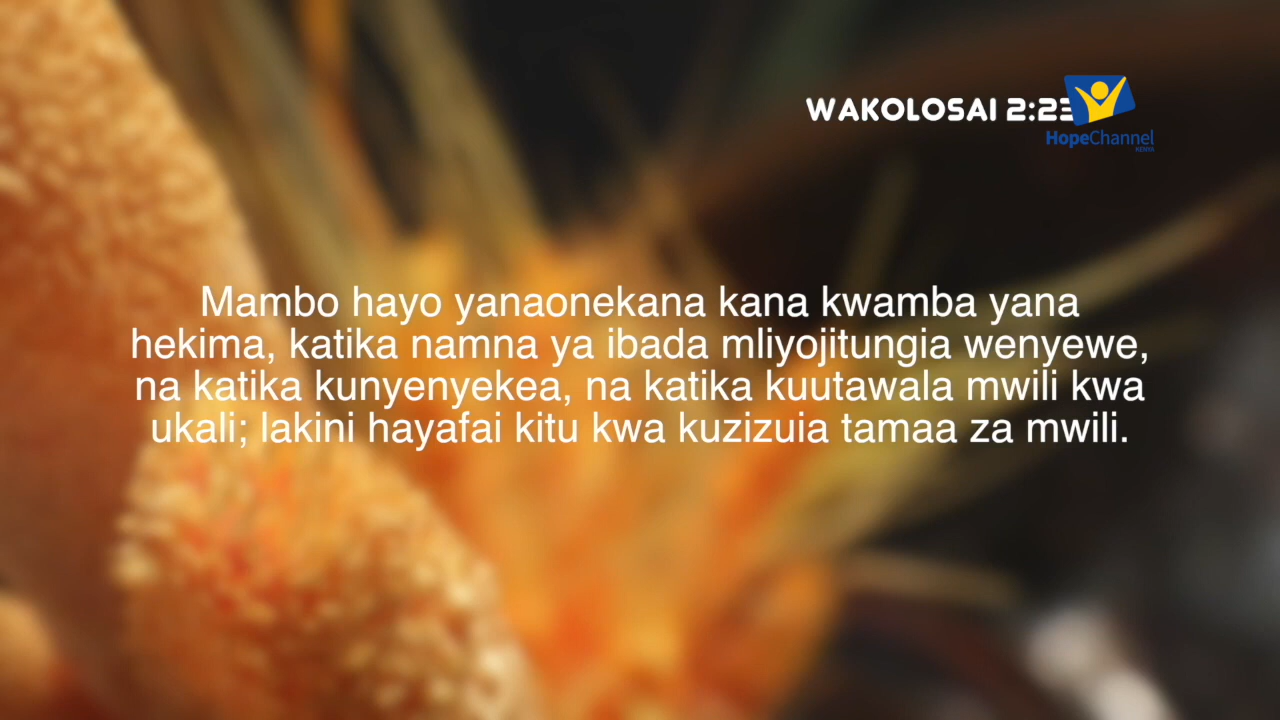 WAKOLOSAI 2:23
HopeChannel
KENYA
Mambo hayo yanaonekana kana kwamba yana
hekima, katika namna ya ibada mliyojitungia wenyewe,
na katika kunyenyekea, na katika kuutawala mwili kwa
ukali; lakini hayafai kitu kwa kuzizuia tamaa za mwili.